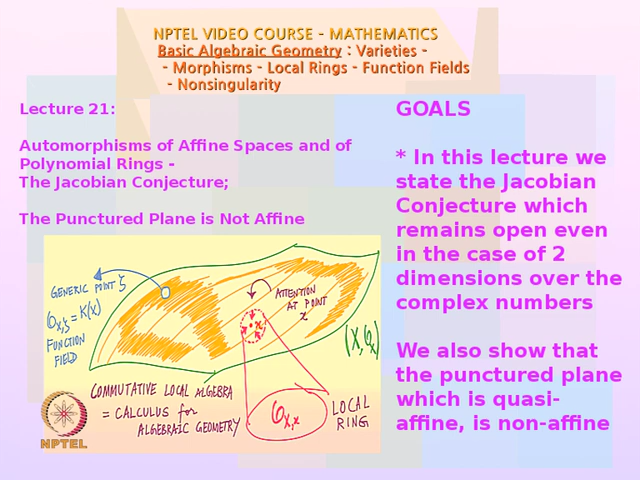 NPTEL VIDEO COURSE - MATHEMATICS
Basic Algebraic Geometry : Varieties -
- Morphisms - Local Rings - Function Fields
- Nonsingularity
Lecture 21:
Automorphisms of Affine Spaces and of
Polynomial Rings -
The Jacobian Conjecture;
The Punctured Plane is Not Affine
GENERIC POINT ζ
𝒪X,ζ = K(X)
FUNCTION
FIELD
ATTENTION
AT POINT
x
x
(X, 𝒪X)
COMMUTATIVE LOCAL ALGEBRA
= CALCULUS for
ALGEBRAIC GEOMETRY
𝒪X,x
LOCAL
RING
NPTEL
GOALS
* In this lecture we
state the Jacobian
Conjecture which
remains open even
in the case of 2
dimensions over the
complex numbers
We also show that
the punctured plane
which is quasi-
affine, is non-affine